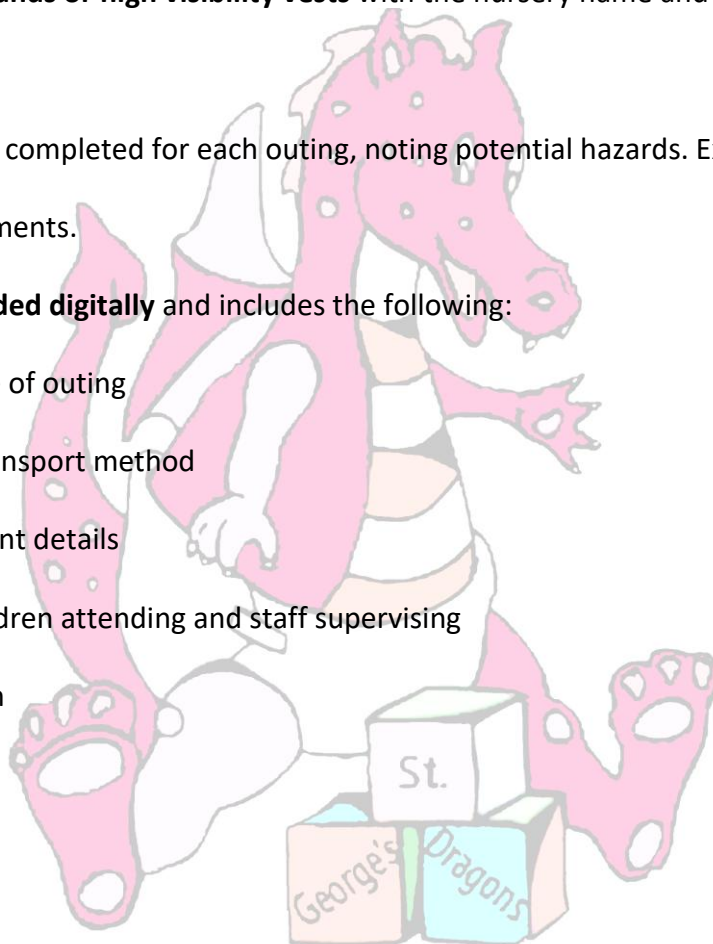 ands or high visibility vests with the nursery name and
completed for each outing, noting potential hazards. Ex
ments.
ded digitally and includes the following:
of outing
nsport method
nt details
dren attending and staff supervising
n
St.
George's
Dragons